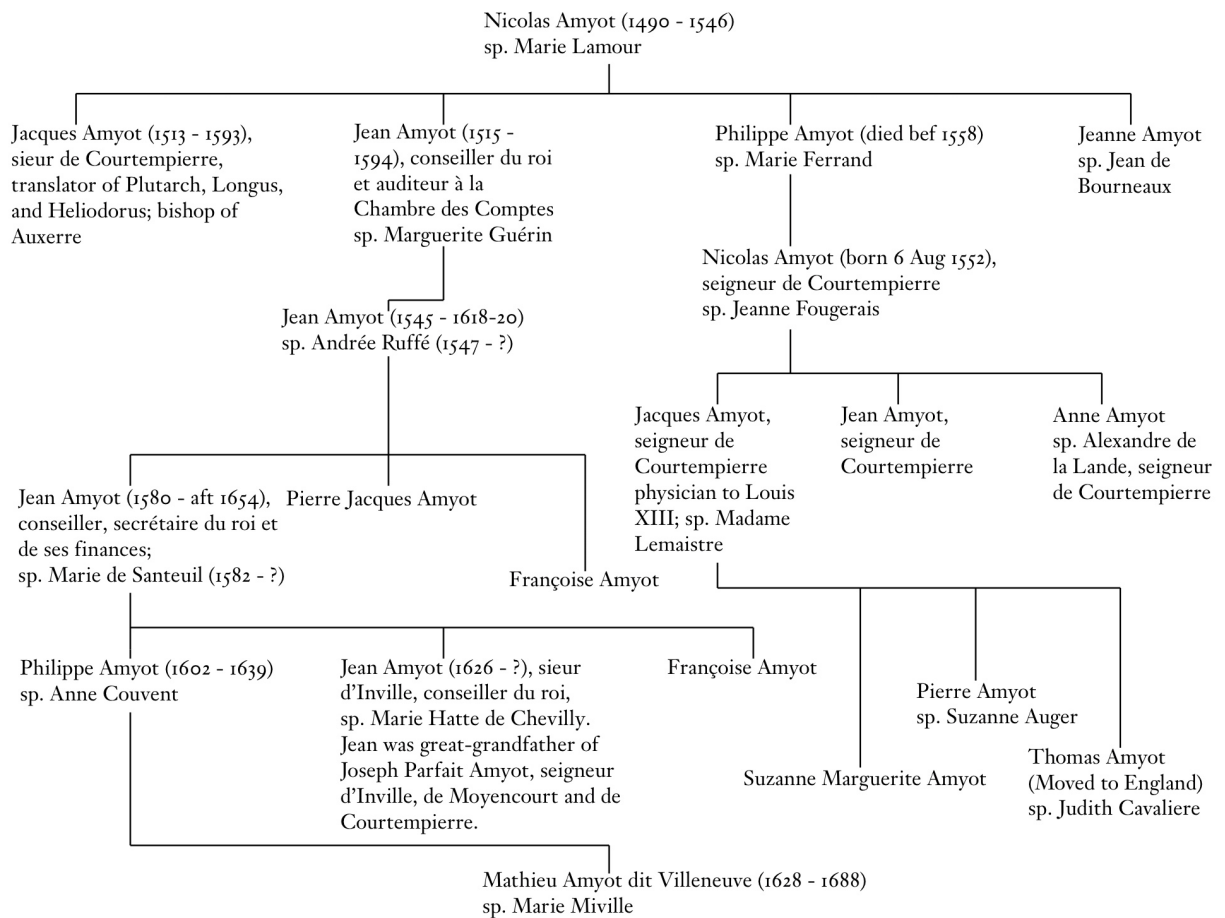 Nicolas Amyot (1490 - 1546)
sp. Marie Lamour
Jacques Amyot (1513 - 1593),
sieur de Courtempierre,
translator of Plutarch, Longus,
and Heliodorus; bishop of
Auxerre
Jean Amyot (1515 -
1594), conseiller du roi
et auditeur à la
Chambre des Comptes
sp. Marguerite Guérin
Philippe Amyot (died bef 1558)
sp. Marie Ferrand
Jeanne Amyot
sp. Jean de
Bourneaux
Nicolas Amyot (born 6 Aug 1552),
seigneur de Courtempierre
sp. Jeanne Fougerais
Jean Amyot (1545 - 1618-20)
sp. Andrée Ruffé (1547 - ?)
Jacques Amyot,
seigneur de
Courtempierre
physician to Louis
XIII; sp. Madame
Lemaistre
Jean Amyot,
seigneur de
Courtempierre
Anne Amyot
sp. Alexandre de
la Lande, seigneur
de Courtempierre
Jean Amyot (1580 - aft 1654),
conseiller, secrétaire du roi et
de ses finances;
sp. Marie de Santeuil (1582 - ?)
Pierre Jacques Amyot
Françoise Amyot
Philippe Amyot (1602 - 1639)
sp. Anne Couvent
Jean Amyot (1626 - ?), sieur
d'Inville, conseiller du roi,
sp. Marie Hatte de Chevilly.
Jean was great-grandfather of
Joseph Parfait Amyot, seigneur
d'Inville, de Moyencourt and de
Courtempierre.
Françoise Amyot
Suzanne Marguerite Amyot
Pierre Amyot
sp. Suzanne Auger
Thomas Amyot
(Moved to England)
sp. Judith Cavaliere
Mathieu Amyot dit Villeneuve (1628 - 1688)
sp. Marie Miville